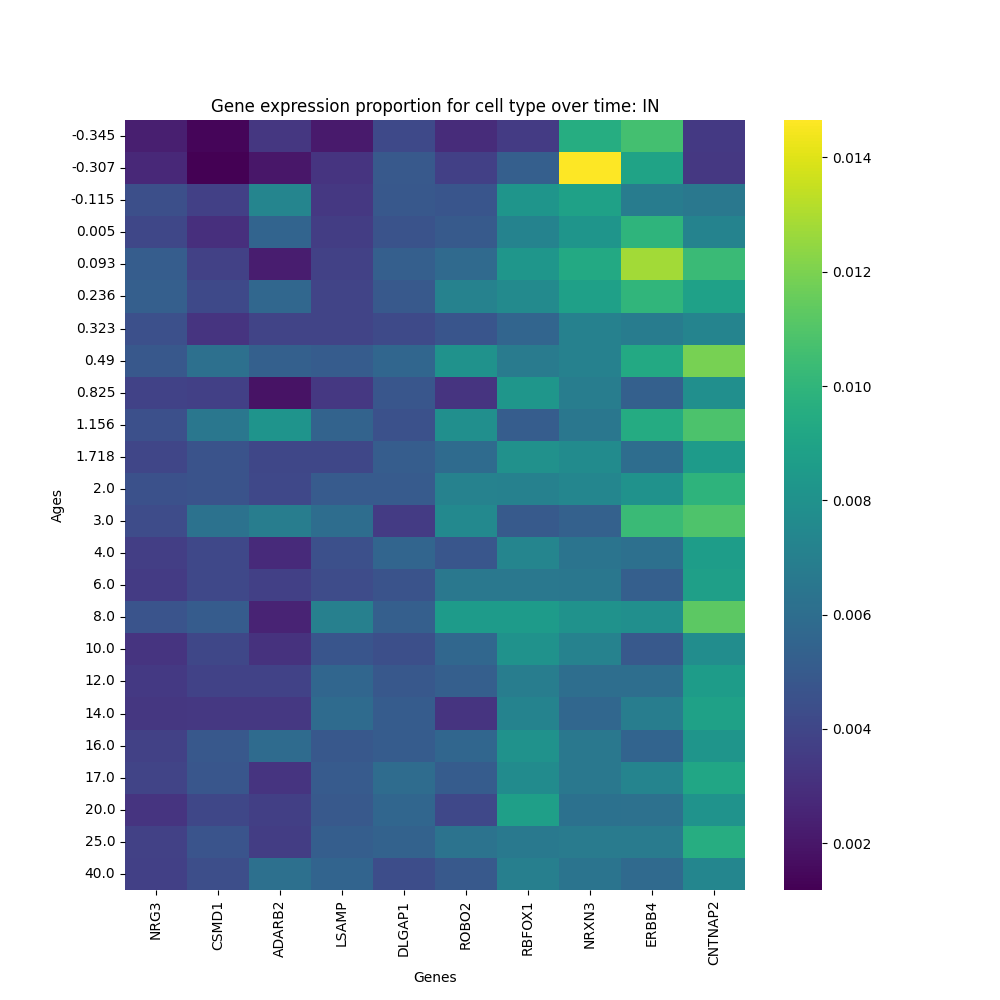 Gene expression proportion for cell type over time: IN
Ages
-0.345
-0.307
-0.115
0.005
0.093
0.236
0.323
0.49
0.825
1.156
1.718
2.0
3.0
4.0
6.0
8.0
10.0
12.0
14.0
16.0
17.0
20.0
25.0
40.0
NRG3
CSMD1
ADARB2
LSAMP
DLGAP1
ROBO2
RBFOX1
NRXN3
ERBB4
CNTNAP2
Genes
0.014
0.012
0.010
0.008
0.006
0.004
0.002